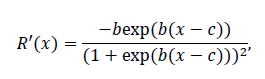 R′(x) = −bexp(b(x − c)) / (1 + exp(b(x − c)))²,